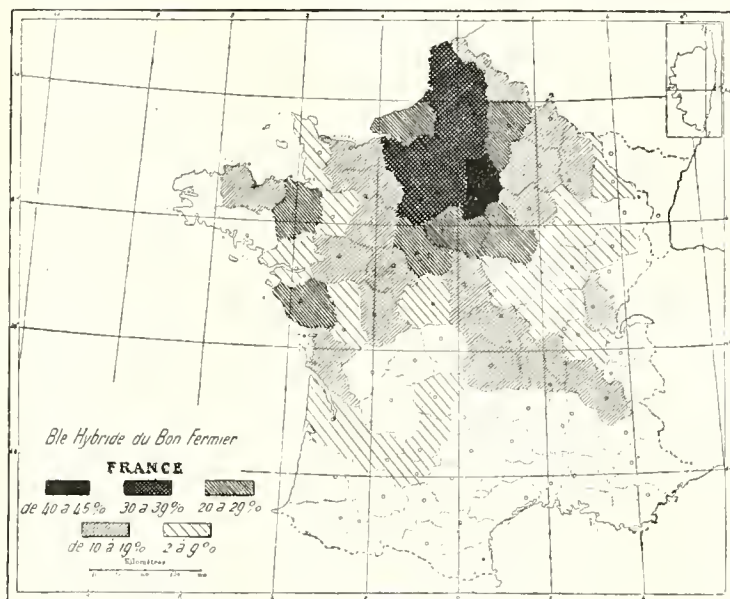 Ble Hybride du Bon Fermier
FRANCE
de 40 à 45% 30 à 39% 20 à 29%
de 10 à 19% 2 à 9%
Kilomètres